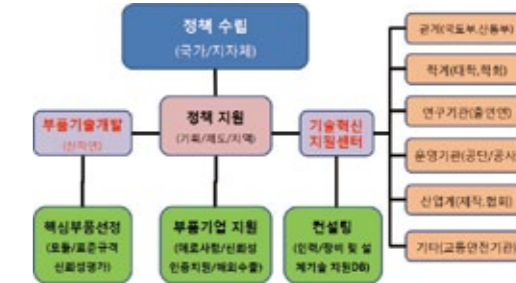 정책 수립
(국가/지자체)
관계(국토부,산통부)
학계(대학,학회)
연구기관(출연연)
운영기관(공단/공사
산업계(제작,협회)
기타(교통안전기관)
부품기술개발
(산학연)
정책 지원
(기획/제도/지역)
기술혁신
지원센터
핵심부품선정
(모듈/표준규격
신뢰성평가)
부품기업 지원
(애로사항/신뢰성
인증지원/해외수출)
컨설팅
(인력/장비 및 설
계기술 지원DB)